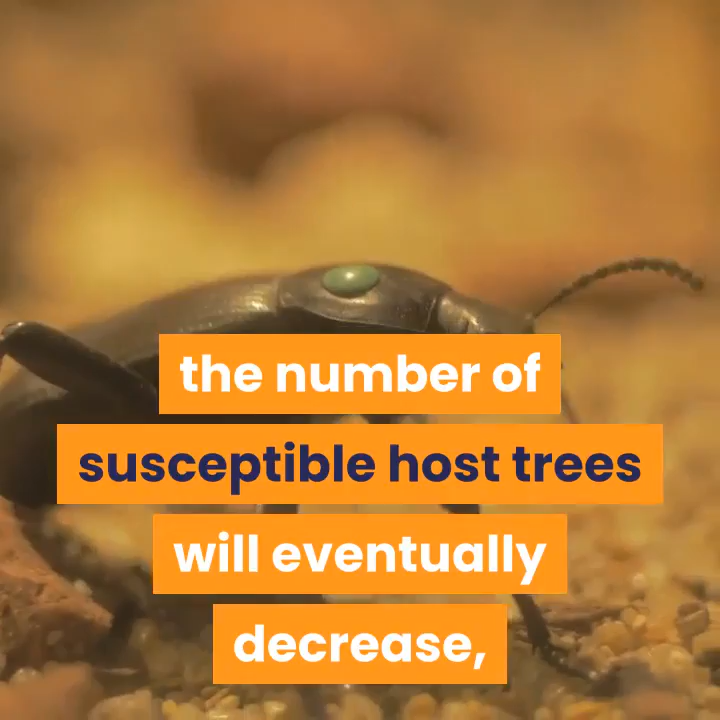 the number of
susceptible host trees
will eventually
decrease,